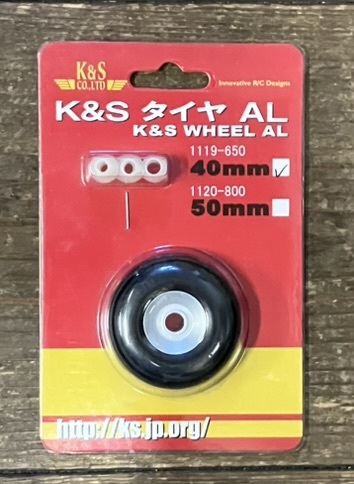 K&S
CO.,LTD
Innovative R/C Designs
K&S タイヤ AL
K&S WHEEL AL
1119-650
40mm
1120-800
50mm
http://ks.jp.org/